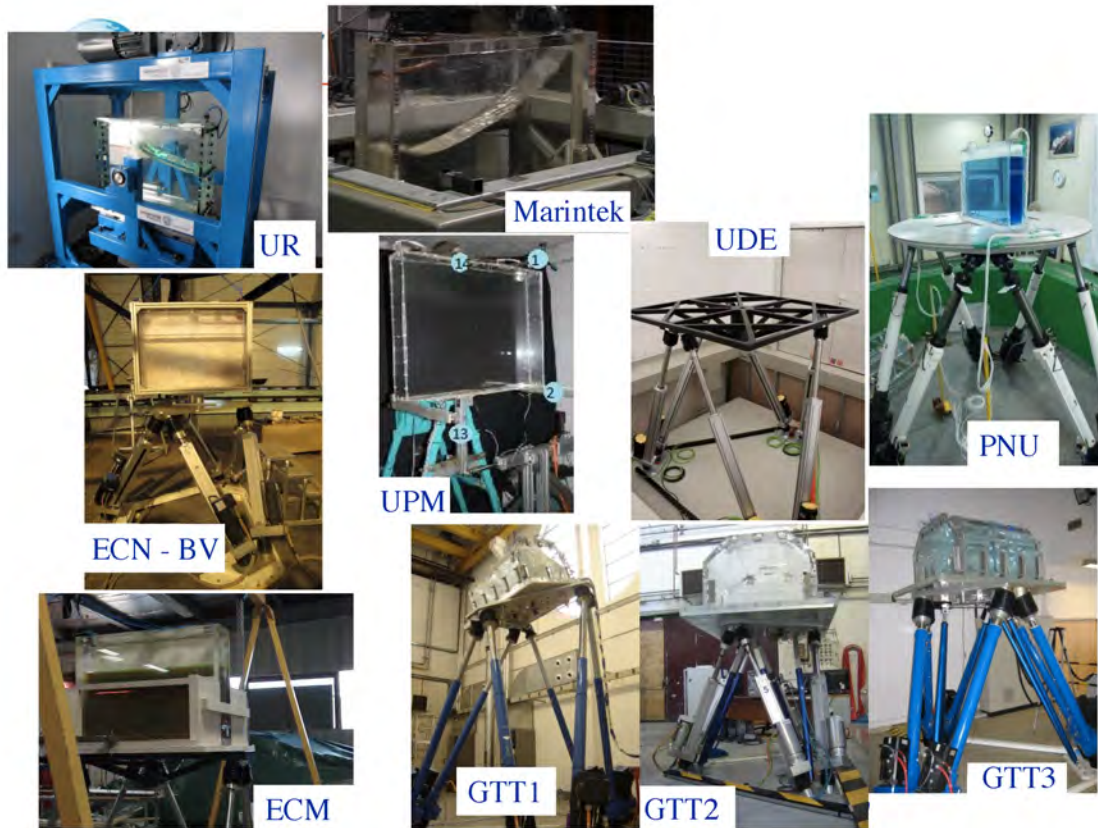 UR
Marintek
UDE
PNU
14
1
2
13
ECN - BV
UPM
ECM
GTT1
5
GTT2
GTT3